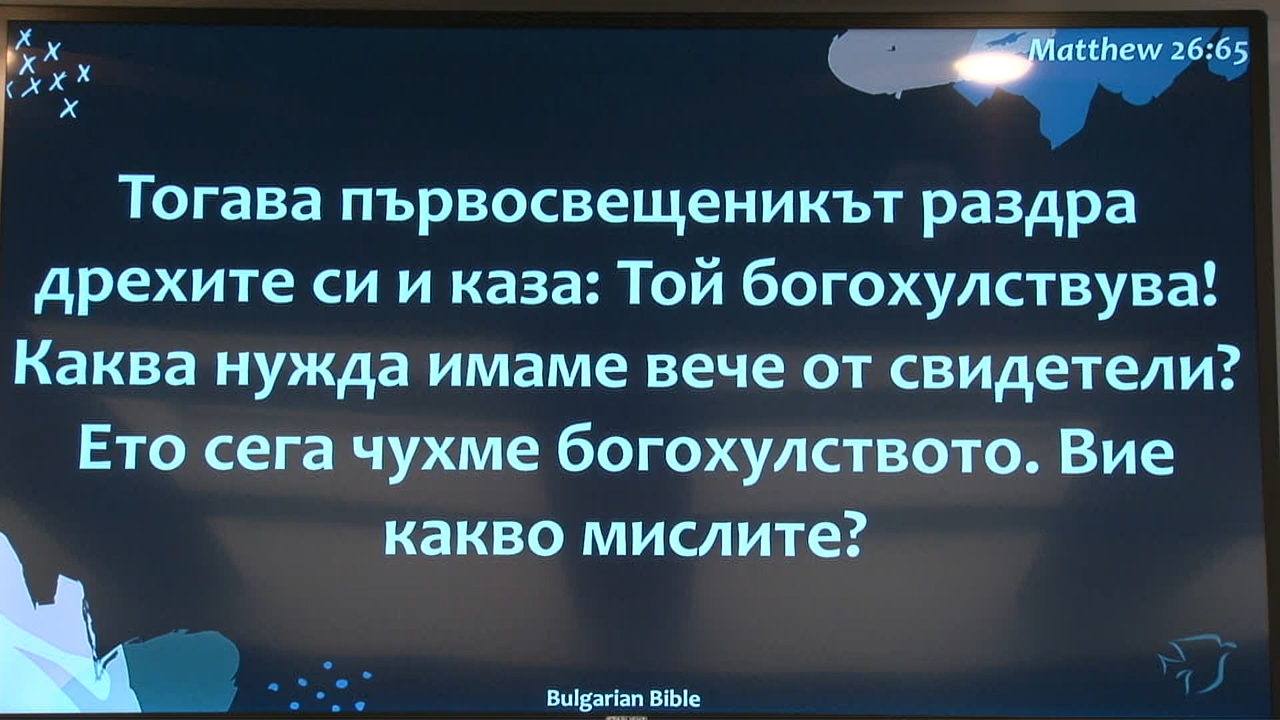 Matthew 26:65
Тогава първосвещеникът раздра
дрехите си и каза: Той богохулствува!
Каква нужда имаме вече от свидетели?
Ето сега чухме богохулството. Вие
какво мислите?
Bulgarian Bible